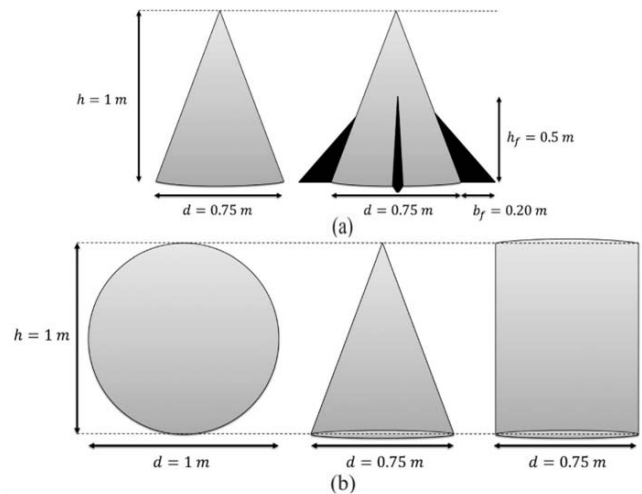 h = 1 m
h_f = 0.5 m
d = 0.75 m
d = 0.75 m
b_f = 0.20 m
(a)
h = 1 m
d = 1 m
d = 0.75 m
d = 0.75 m
(b)